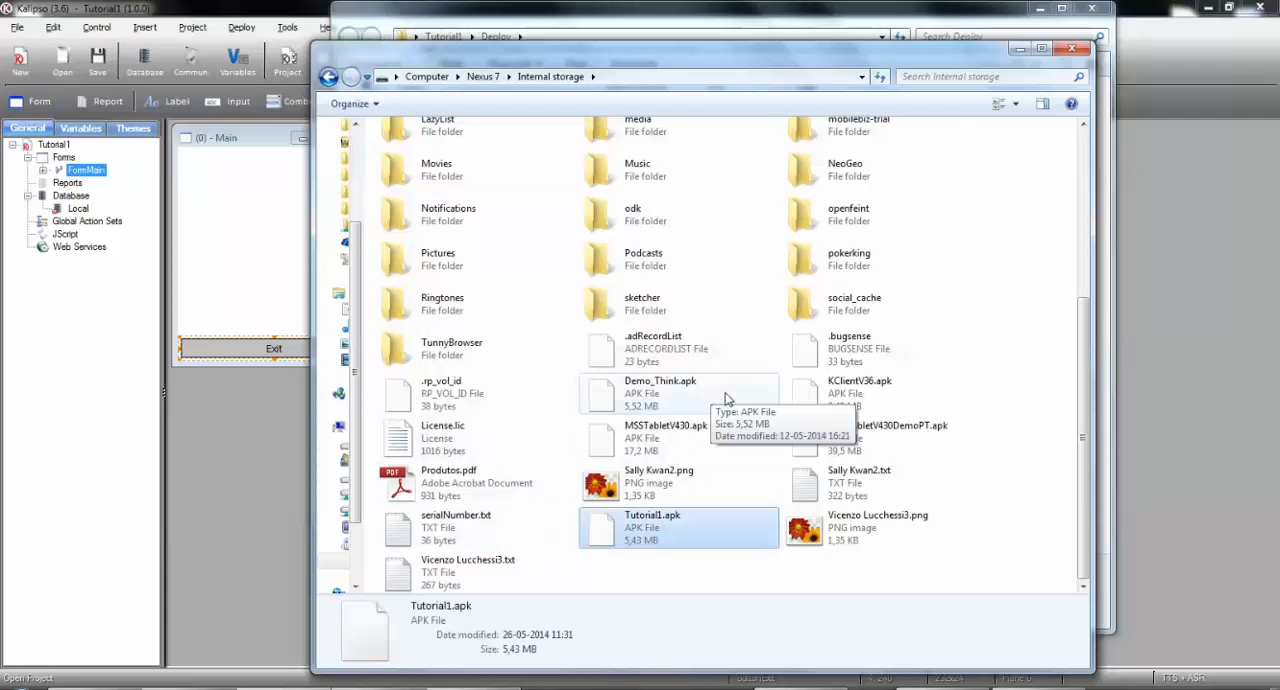 Kalipso (3.6) - Tutorial1 (1.0.0)
File Edit Control Insert Project Deploy Tools
New Open Save Database Commun. Variables Project
Form Report Label Input
General Variables Themes
Tutorial1
Forms
FormMain
Reports
Database
Local
Global Action Sets
JScript
Web Services
(0) - Main
Exit
Tutorial1 Deploy Search Deploy
Computer Nexus 7 Internal storage
Search Internal storage
Organize
LazyList
File folder
media
File folder
mobilebiz-trial
File folder
Movies
File folder
Music
File folder
NeoGeo
File folder
Notifications
File folder
odk
File folder
openfeint
File folder
Pictures
File folder
Podcasts
File folder
pokerking
File folder
Ringtones
File folder
sketcher
File folder
social_cache
File folder
TunnyBrowser
File folder
.adRecordList
ADRECORDLIST File
23 bytes
.bugsense
BUGSENSE File
33 bytes
.rp_vol_id
RP_VOL_ID File
38 bytes
Demo_Think.apk
APK File
5,52 MB
KClientV36.apk
APK File
Type: APK File
Size: 5,52 MB
Date modified: 12-05-2014 16:21
License.lic
License
1016 bytes
MSSTabletV430.apk
APK File
17,2 MB
TabletV430DemoPT.apk
39,5 MB
Produtos.pdf
Adobe Acrobat Document
931 bytes
Sally Kwan2.png
PNG image
1,35 KB
Sally Kwan2.txt
TXT File
322 bytes
serialNumber.txt
TXT File
36 bytes
Tutorial1.apk
APK File
5,43 MB
Vicenzo Lucchessi3.png
PNG image
1,35 KB
Vicenzo Lucchessi3.txt
TXT File
267 bytes
Tutorial1.apk
APK File
Date modified: 26-05-2014 11:31
Size: 5,43 MB
Open Project